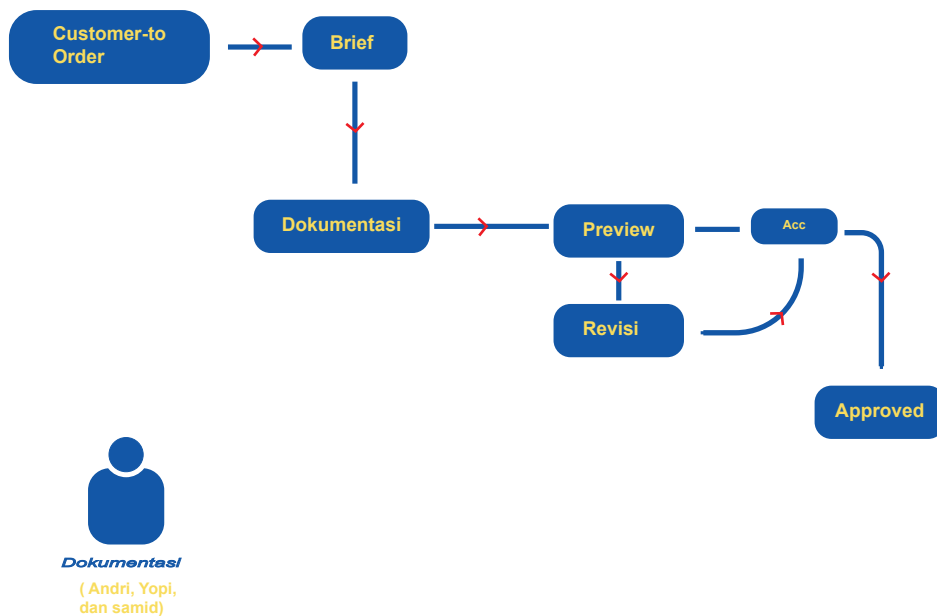 Customer-to
Order
Brief
Dokumentasi
Preview
Acc
Revisi
Approved
Dokumentasi
( Andri, Yopi,
dan samid)